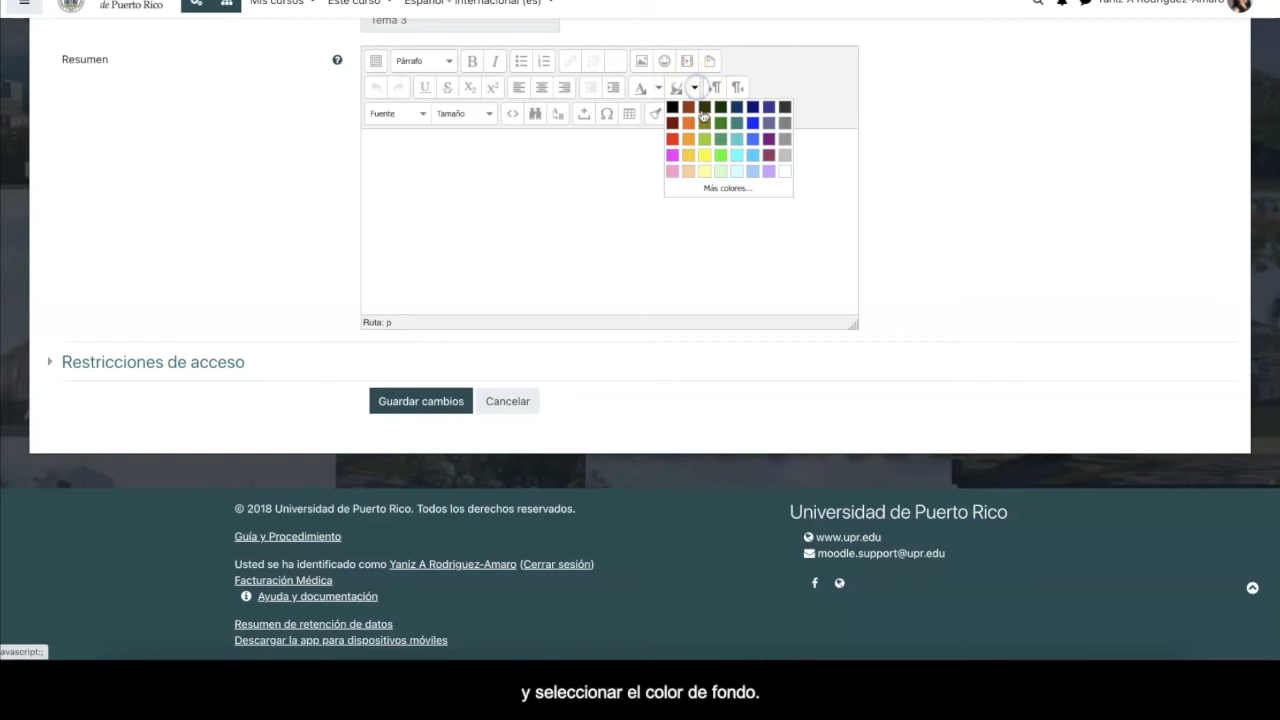 de Puerto Rico Mis cursos Este curso Español - Internacional (es) Yaniz A Rodriguez-Amaro
Tema 3
Resumen
Párrafo B I
U S X2 X2 A
Fuente Tamaño
Más colores...
Ruta: p
Restricciones de acceso
Guardar cambios Cancelar
© 2018 Universidad de Puerto Rico. Todos los derechos reservados.
Guía y Procedimiento
Usted se ha identificado como Yaniz A Rodriguez-Amaro (Cerrar sesión)
Facturación Médica
Ayuda y documentación
Resumen de retención de datos
Descargar la app para dispositivos móviles
Universidad de Puerto Rico
www.upr.edu
moodle.support@upr.edu
avascript:;
y seleccionar el color de fondo.